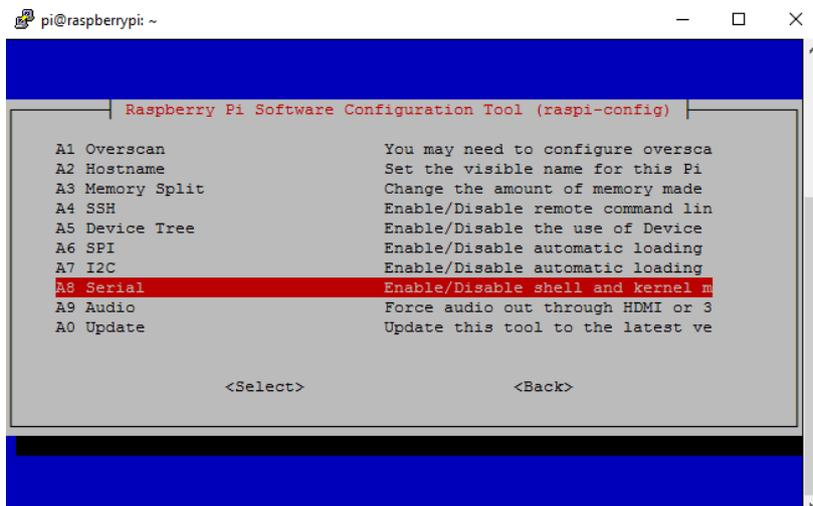 pi@raspberrypi: ~
Raspberry Pi Software Configuration Tool (raspi-config)
A1 Overscan You may need to configure oversca
A2 Hostname Set the visible name for this Pi
A3 Memory Split Change the amount of memory made
A4 SSH Enable/Disable remote command lin
A5 Device Tree Enable/Disable the use of Device
A6 SPI Enable/Disable automatic loading
A7 I2C Enable/Disable automatic loading
A8 Serial Enable/Disable shell and kernel m
A9 Audio Force audio out through HDMI or 3
A0 Update Update this tool to the latest ve
<Select> <Back>